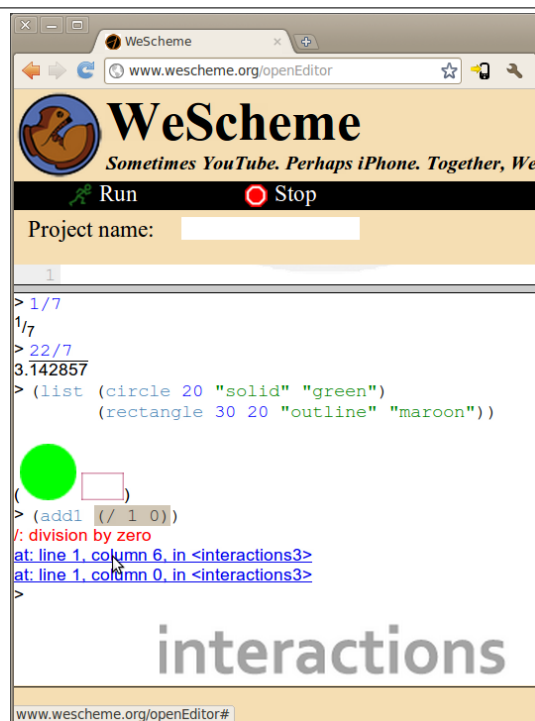 WeScheme
www.wescheme.org/openEditor
WeScheme
Sometimes YouTube. Perhaps iPhone. Together, We
Run Stop
Project name:
1
> 1/7
1/7
> 22/7
3.142857
> (list (circle 20 "solid" "green")
(rectangle 30 20 "outline" "maroon"))
( )
> (add1 (/ 1 0))
/: division by zero
at: line 1, column 6, in <interactions3>
at: line 1, column 0, in <interactions3>
>
interactions
www.wescheme.org/openEditor#